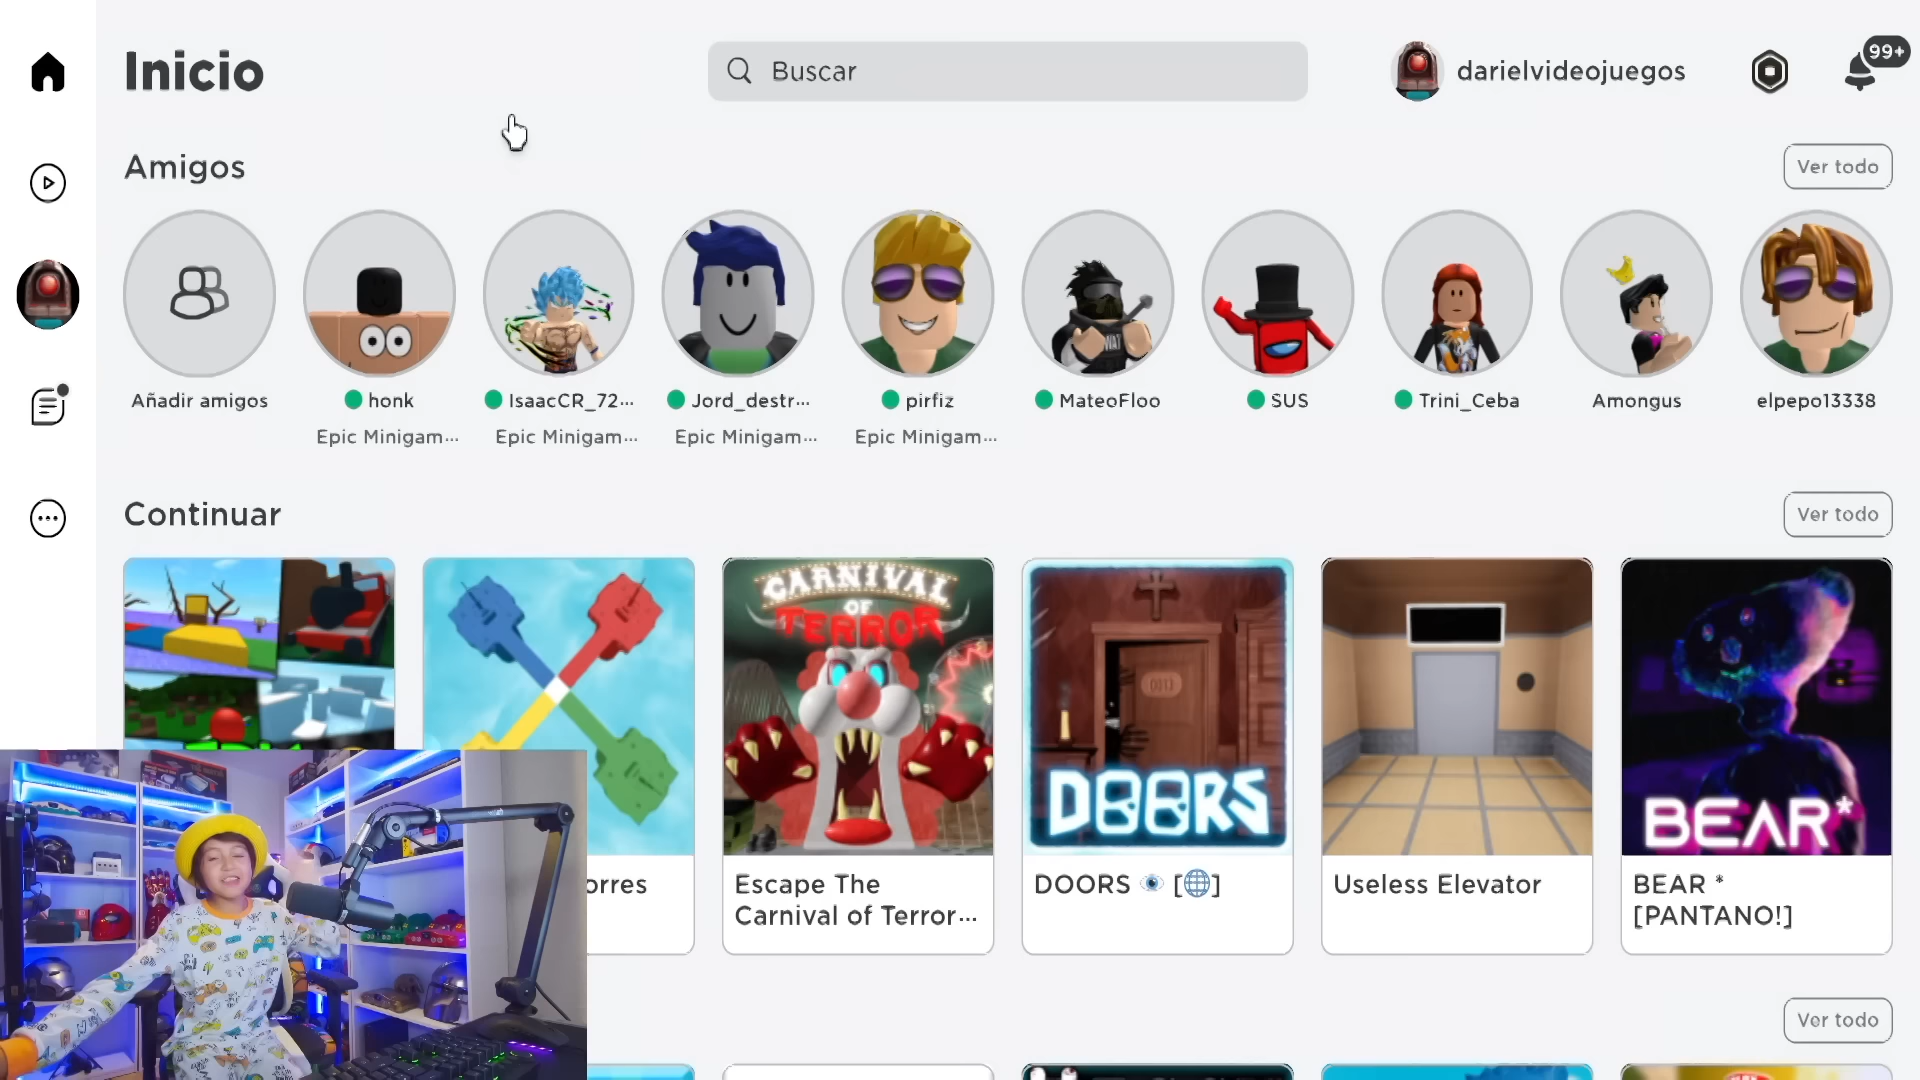 Inicio
Buscar
darielvideojuegos
99+
Amigos
Ver todo
Añadir amigos
honk
IsaacCR_72...
Jord_destr...
pirfiz
MateoFloo
SUS
Trini_Ceba
Amongus
elpepo13338
Epic Minigam...
Epic Minigam...
Epic Minigam...
Epic Minigam...
WAT
Continuar
Ver todo
CARNIVAL
OF
TERROR
DOORS
BEAR*
orres
Escape The
Carnival of Terror...
DOORS 👁️ [🌐]
Useless Elevator
BEAR *
[PANTANO!]
Ver todo